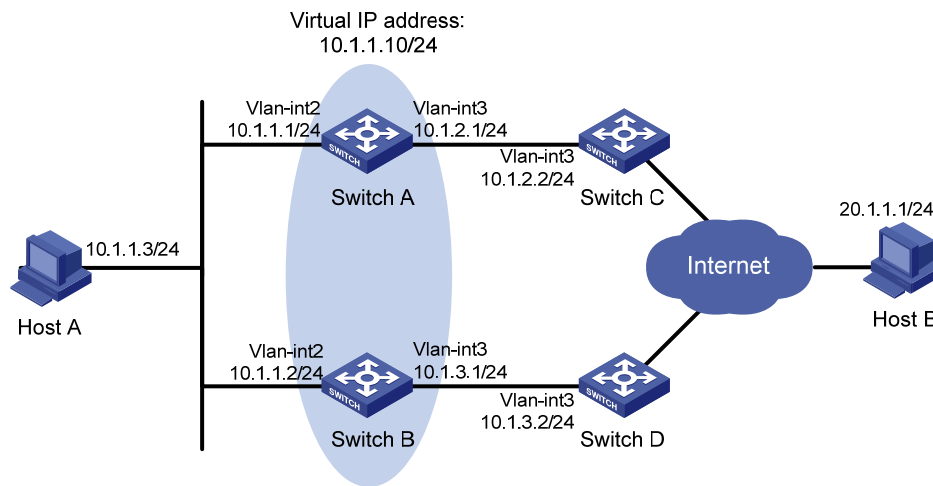 Virtual IP address:
10.1.1.10/24
Vlan-int2
10.1.1.1/24
Vlan-int3
10.1.2.1/24
SWITCH
Switch A
Vlan-int3
10.1.2.2/24
SWITCH
Switch C
10.1.1.3/24
Host A
Internet
20.1.1.1/24
Host B
Vlan-int2
10.1.1.2/24
Vlan-int3
10.1.3.1/24
SWITCH
Switch B
Vlan-int3
10.1.3.2/24
SWITCH
Switch D